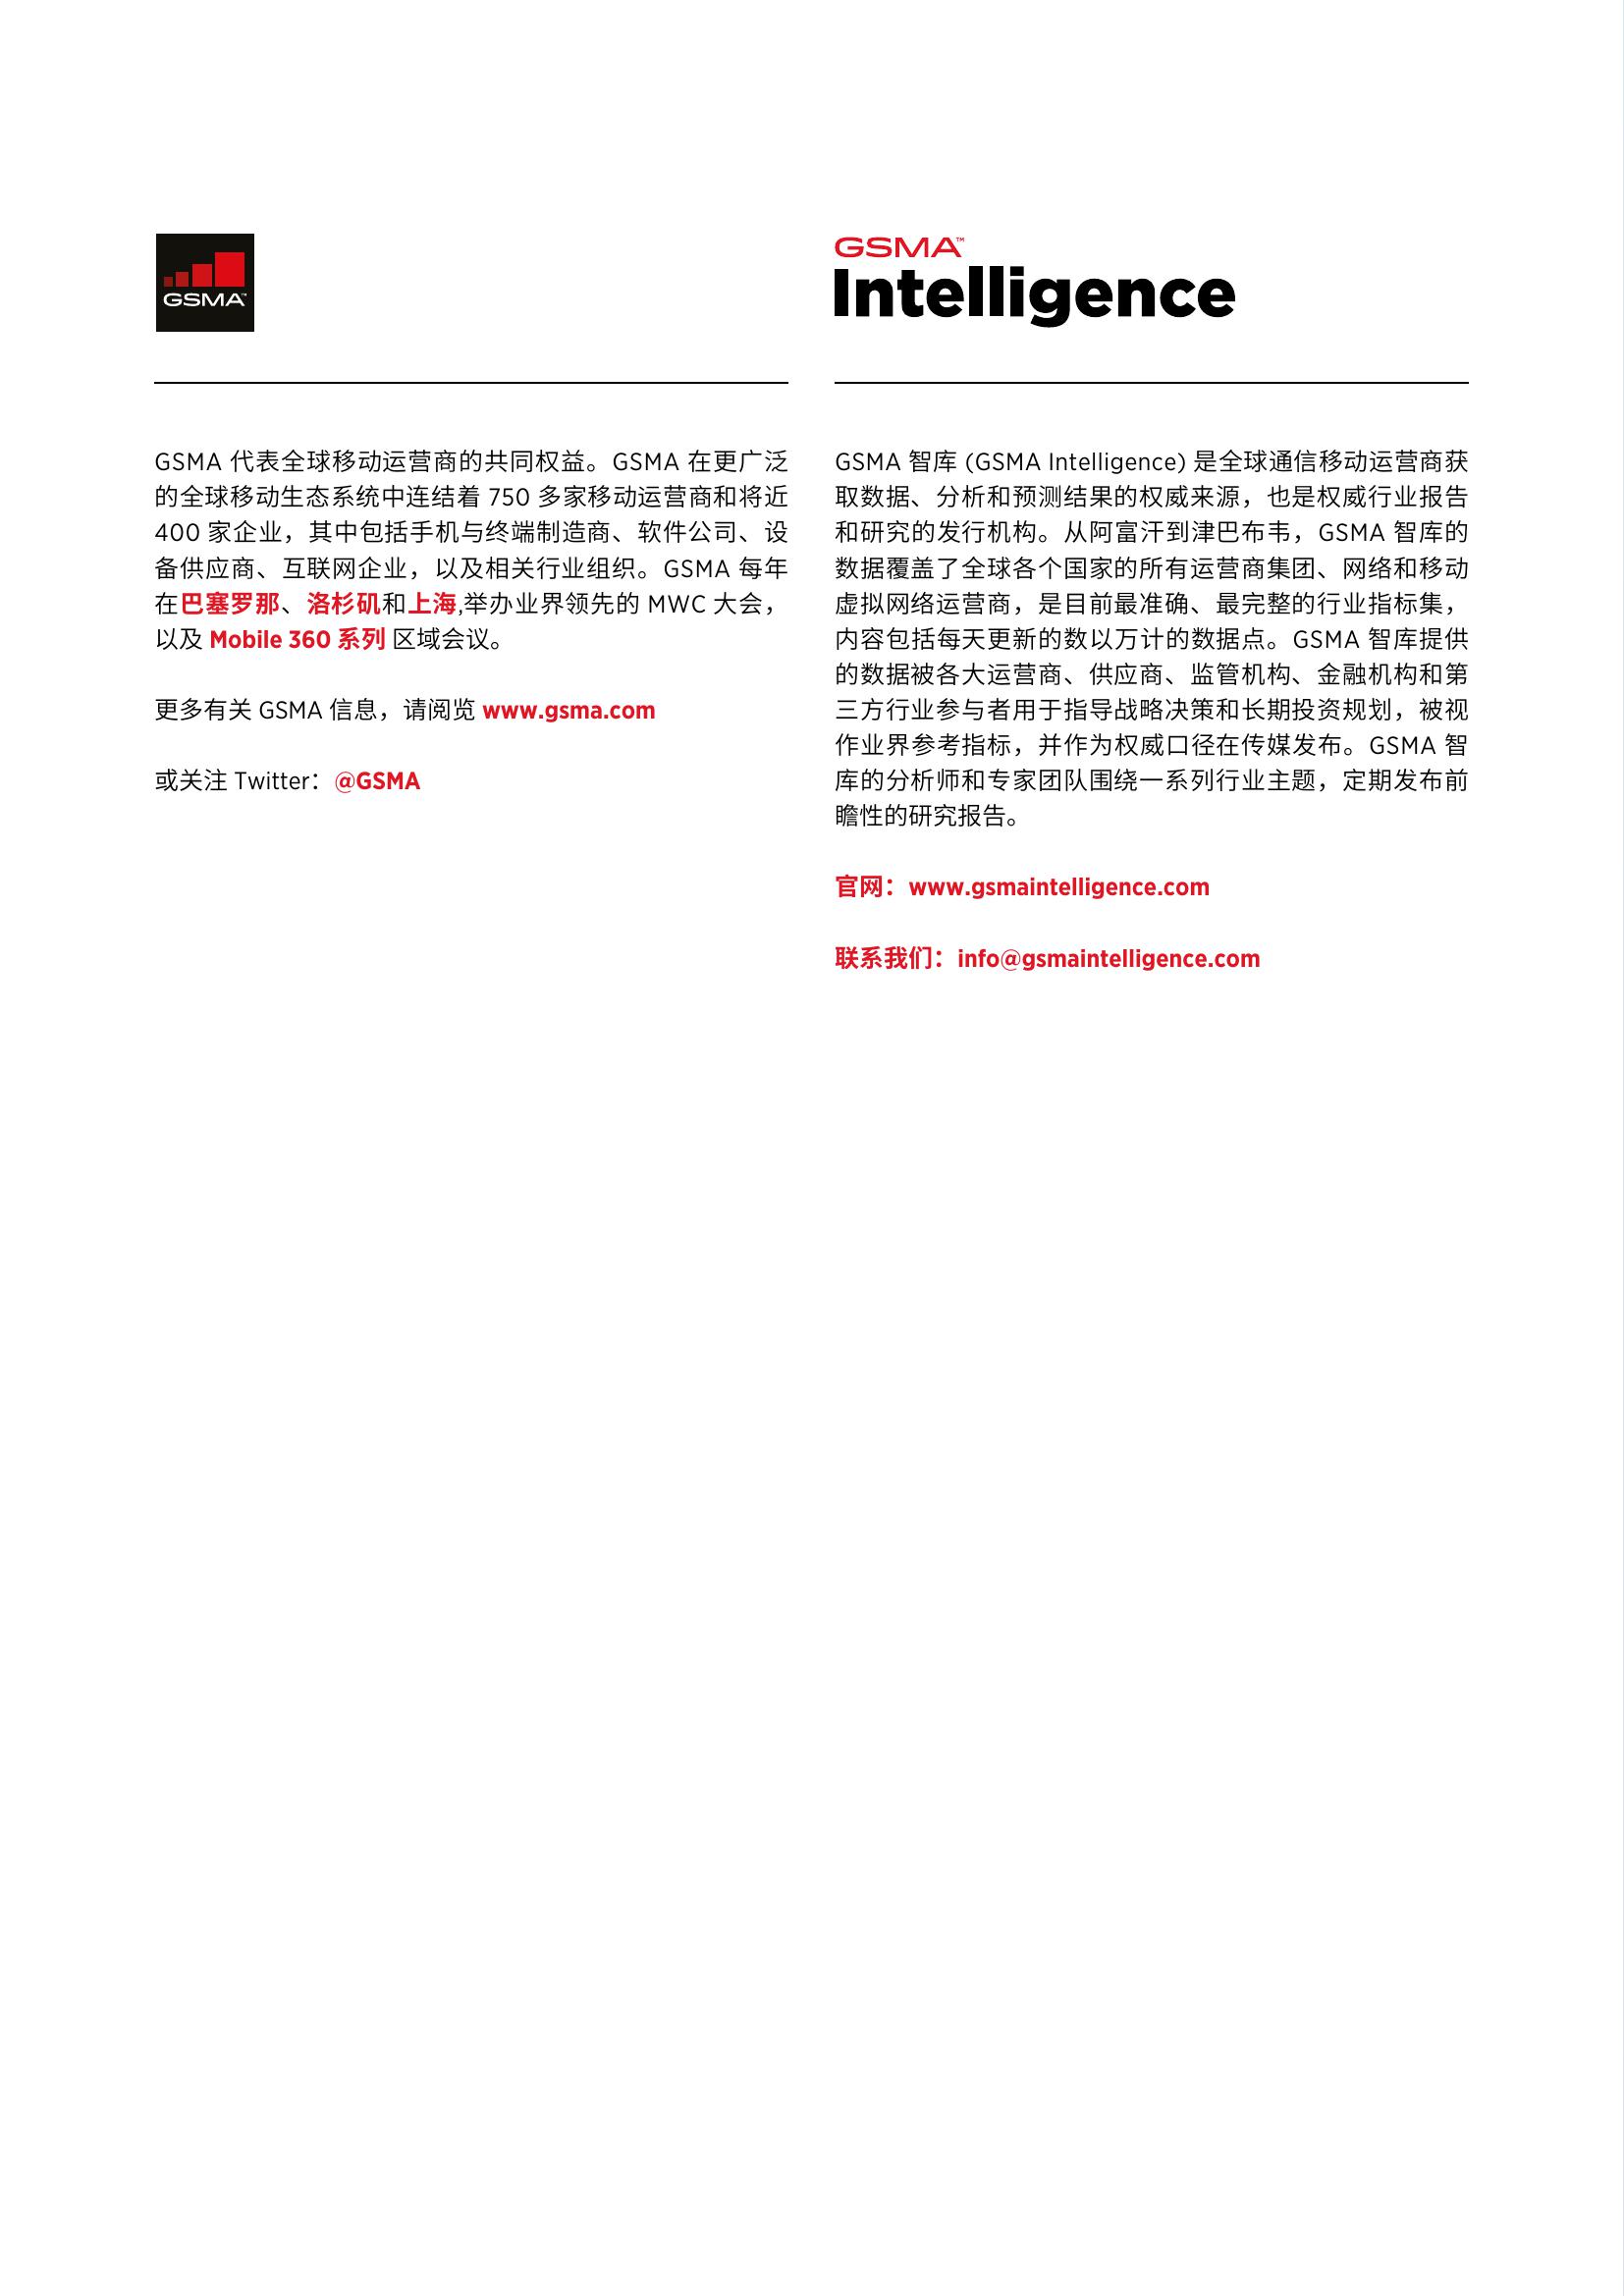 GSMA™
GSMA 代表全球移动运营商的共同权益。GSMA 在更广泛
的全球移动生态系统中连结着 750 多家移动运营商和将近
400 家企业，其中包括手机与终端制造商、软件公司、设
备供应商、互联网企业，以及相关行业组织。GSMA 每年
在巴塞罗那、洛杉矶和上海,举办业界领先的 MWC 大会，
以及 Mobile 360 系列 区域会议。
更多有关 GSMA 信息，请阅览 www.gsma.com
或关注 Twitter：@GSMA
GSMA™
Intelligence
GSMA 智库 (GSMA Intelligence) 是全球通信移动运营商获
取数据、分析和预测结果的权威来源，也是权威行业报告
和研究的发行机构。从阿富汗到津巴布韦，GSMA 智库的
数据覆盖了全球各个国家的所有运营商集团、网络和移动
虚拟网络运营商，是目前最准确、最完整的行业指标集，
内容包括每天更新的数以万计的数据点。GSMA 智库提供
的数据被各大运营商、供应商、监管机构、金融机构和第
三方行业参与者用于指导战略决策和长期投资规划，被视
作业界参考指标，并作为权威口径在传媒发布。GSMA 智
库的分析师和专家团队围绕一系列行业主题，定期发布前
瞻性的研究报告。
官网：www.gsmaintelligence.com
联系我们：info@gsmaintelligence.com